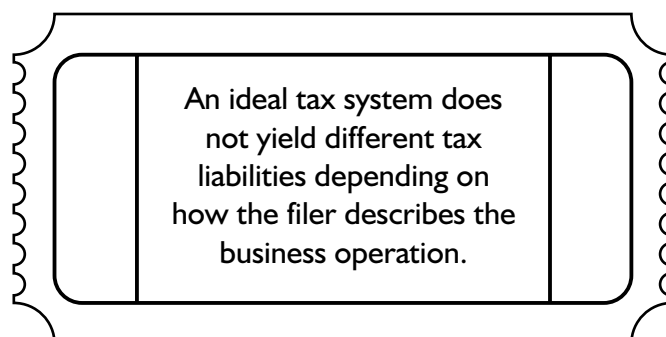 An ideal tax system does
not yield different tax
liabilities depending on
how the filer describes the
business operation.